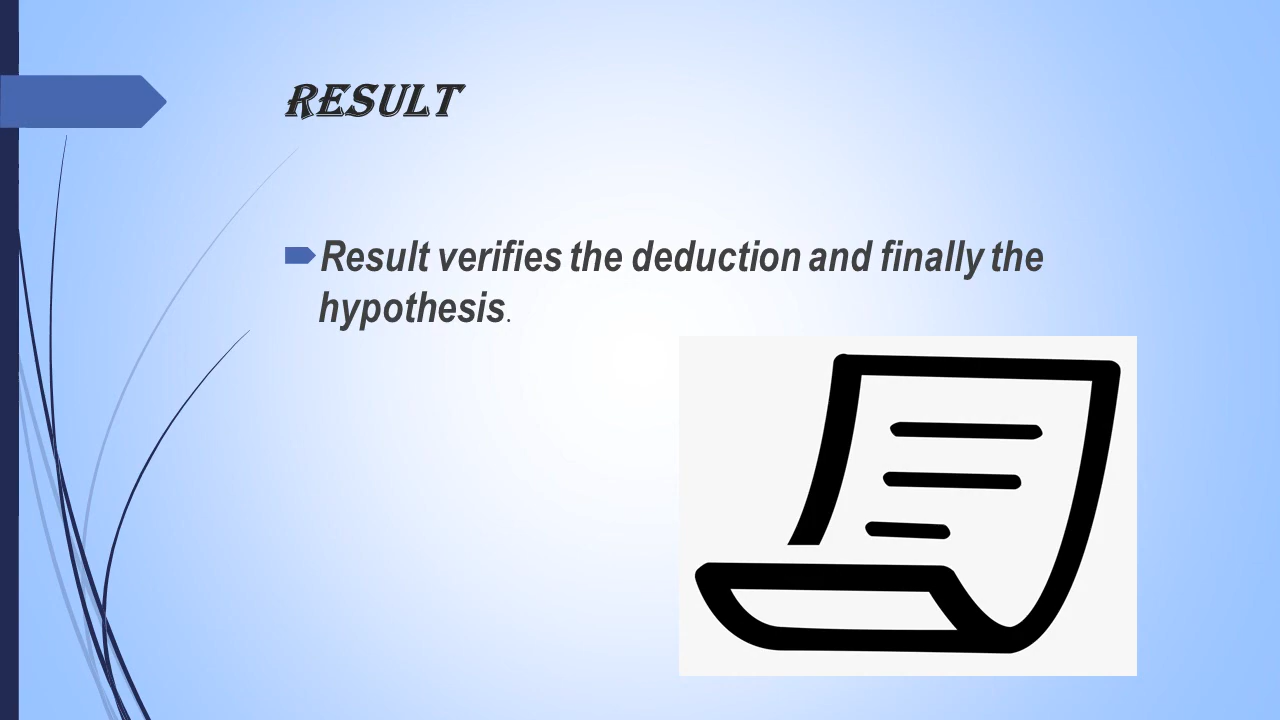 RESULT
Result verifies the deduction and finally the
hypothesis.